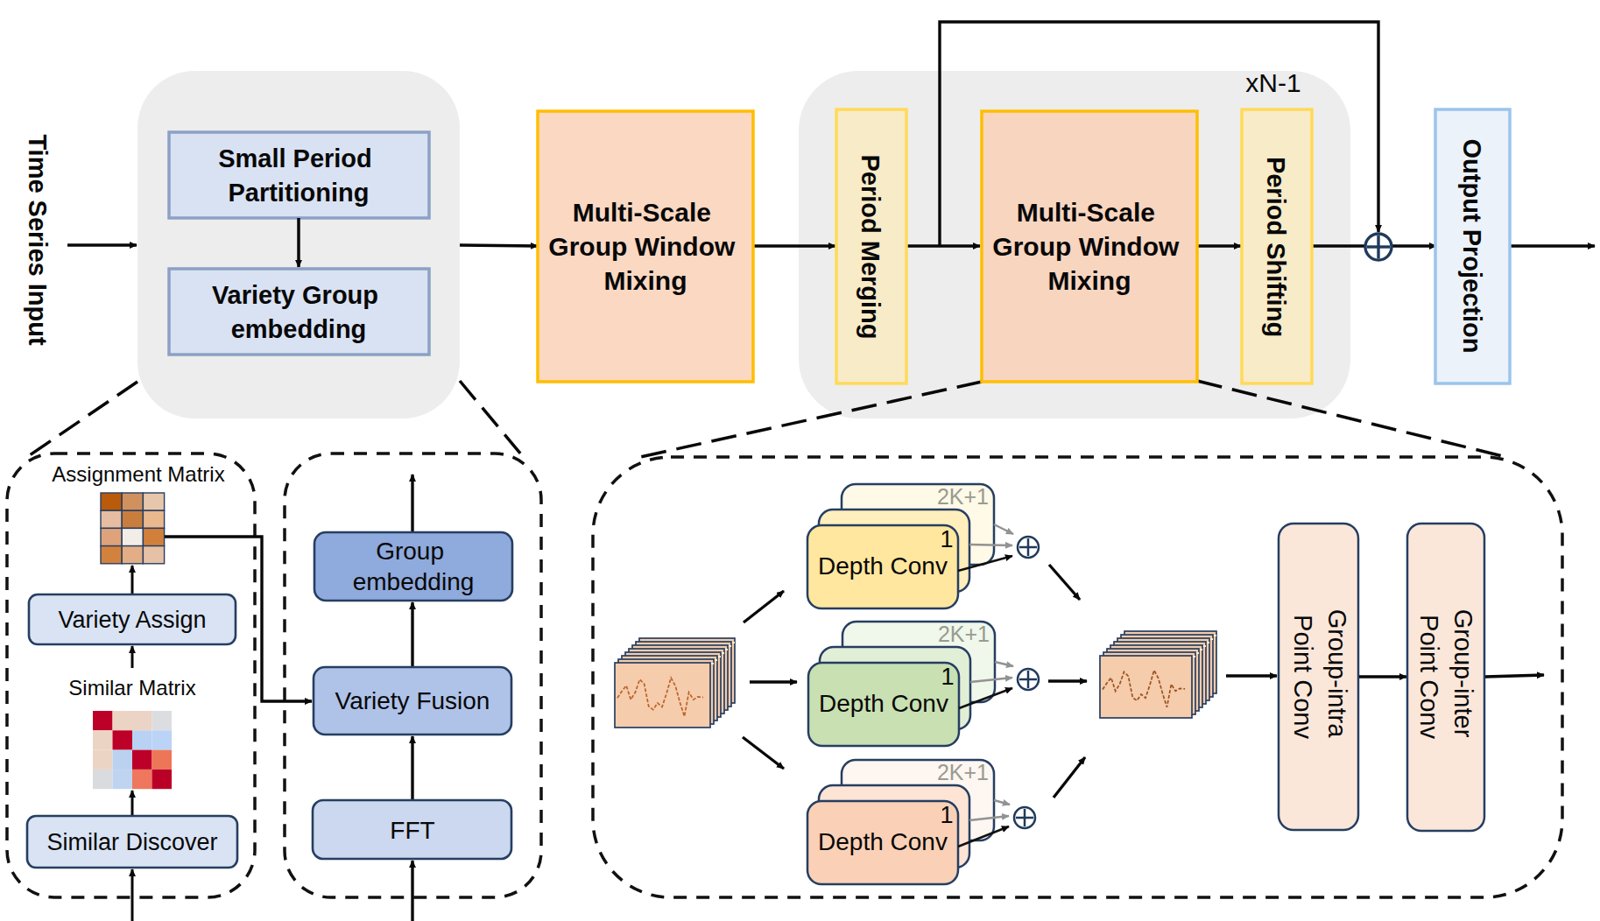 Time Series Input
Small Period
Partitioning
Variety Group
embedding
Multi-Scale
Group Window
Mixing
Period Merging
xN-1
Multi-Scale
Group Window
Mixing
Period Shifting
Output Projection
Assignment Matrix
Variety Assign
Similar Matrix
Similar Discover
Group
embedding
Variety Fusion
FFT
2K+1
1
Depth Conv
2K+1
1
Depth Conv
2K+1
1
Depth Conv
Group-intra
Point Conv
Group-inter
Point Conv